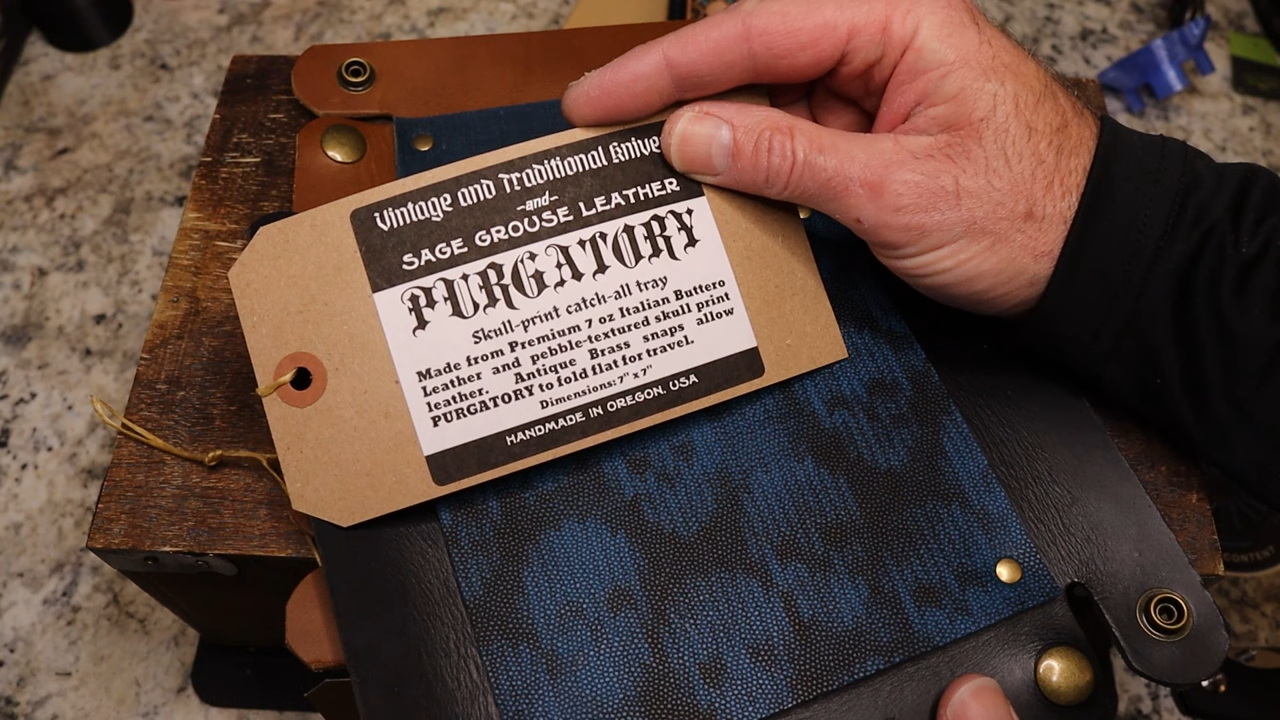 Vintage and Traditional Knive
-and-
SAGE GROUSE LEATHER
PURGATORY
Skull-print catch-all tray
Made from Premium 7 oz Italian Buttero
Leather and pebble-textured skull print
leather. Antique Brass snaps allow
PURGATORY to fold flat for travel.
Dimensions: 7" x 7"
HANDMADE IN OREGON, USA
CONTENT